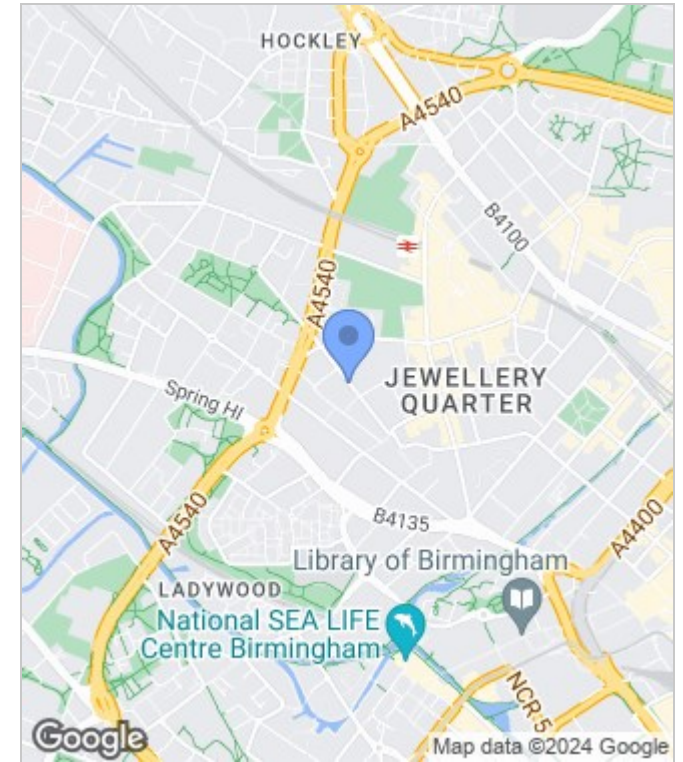 HOCKLEY
A4540
B4100
A4540
JEWELLERY
QUARTER
Spring Hl
A4540
B4135
A4400
Library of Birmingham
LADYWOOD
National SEA LIFE
Centre Birmingham
NCR 5
Google
Map data ©2024 Google